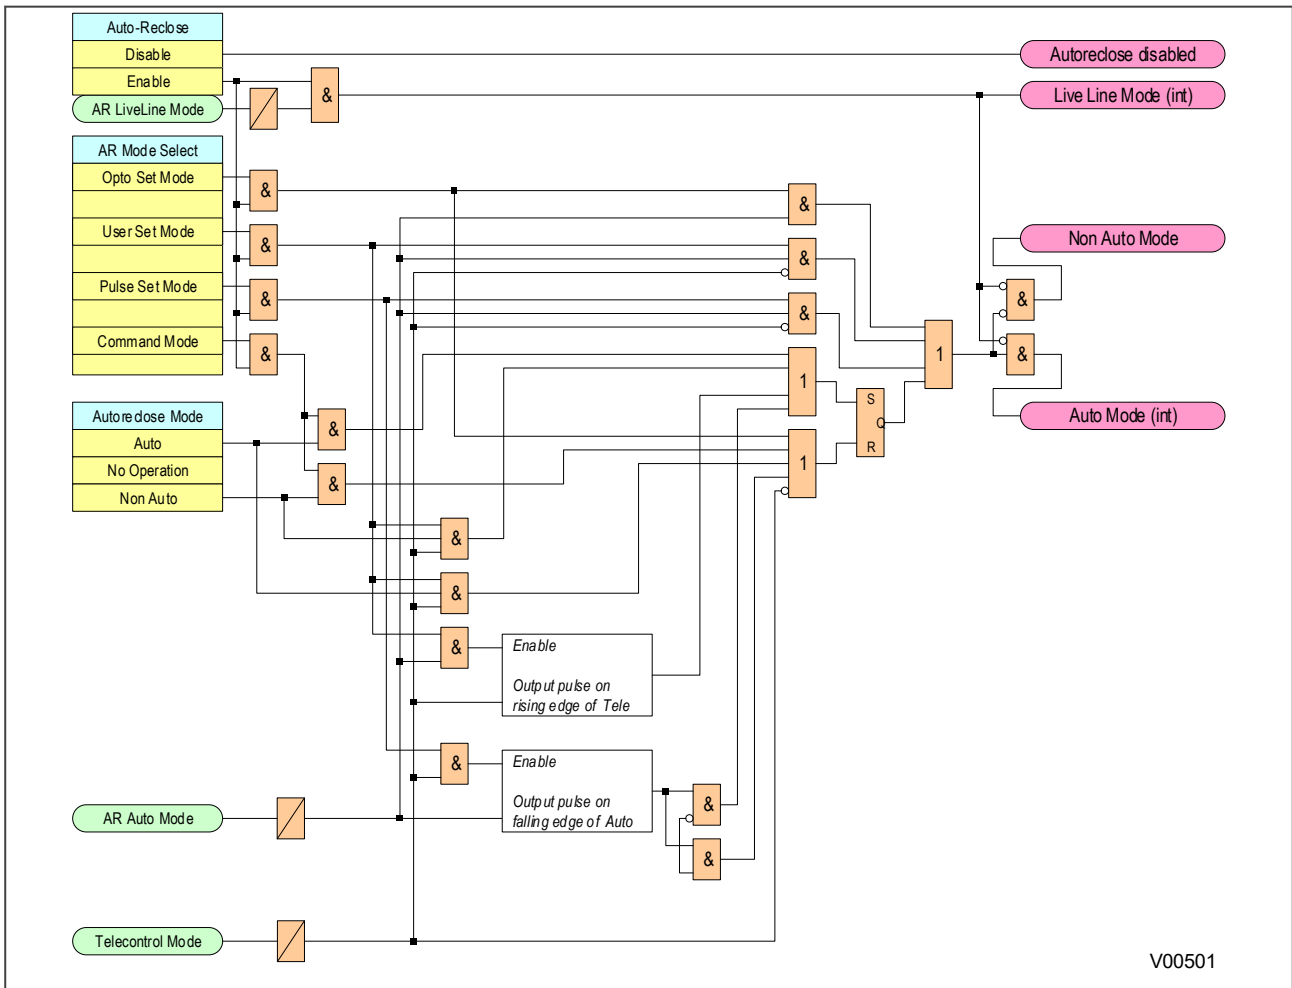 Auto-Reclose
Disable
Enable
AR LiveLine Mode
&
Autoreclose disabled
Live Line Mode (int)
AR Mode Select
Opto Set Mode
User Set Mode
Pulse Set Mode
Command Mode
&
&
&
&
&
&
&
Non Auto Mode
&
&
1
Auto Mode (int)
Autoreclose Mode
Auto
No Operation
Non Auto
&
&
1
1
S
Q
R
&
&
&
Enable
Output pulse on
rising edge of Tele
&
Enable
Output pulse on
falling edge of Auto
&
&
AR Auto Mode
Telecontrol Mode
V00501